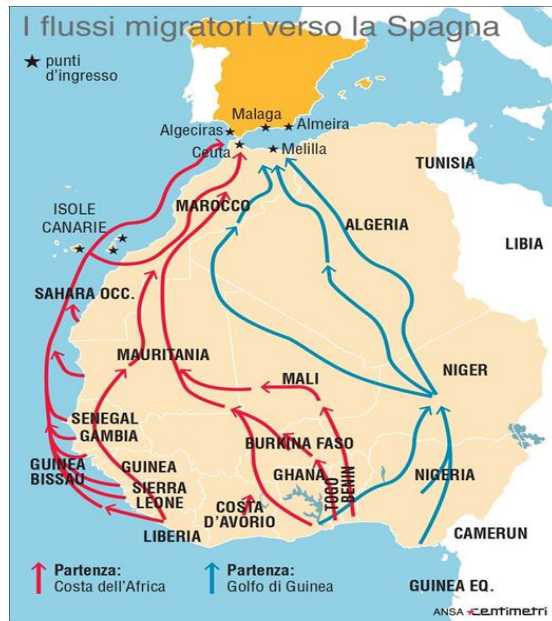 I flussi migratori verso la Spagna
★ punti
d'ingresso
Malaga
Algeciras
Almeira
Ceuta
Melilla
TUNISIA
MAROCCO
ALGERIA
ISOLE
CANARIE
LIBIA
SAHARA OCC.
MAURITANIA
NIGER
MALI
SENEGAL
GAMBIA
BURKINA FASO
GUINEA
BISSAU
GUINEA
GHANA
TOGO
BENIN
NIGERIA
SIERRA
LEONE
COSTA
D'AVORIO
LIBERIA
CAMERUN
Partenza:
Costa dell'Africa
Partenza:
Golfo di Guinea
GUINEA EQ.
ANSA centimetri